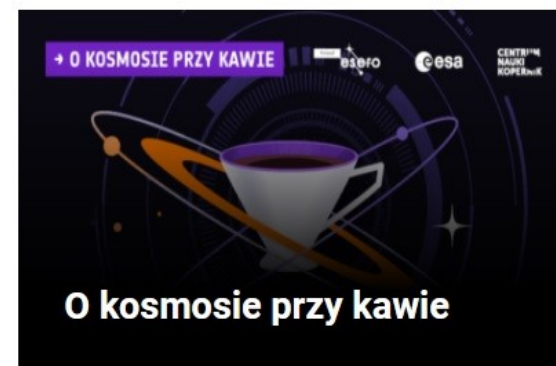 → O KOSMOSIE PRZY KAWIE
esero
esa
CENTRUM
NAUKI
KOPERNIK
O kosmosie przy kawie